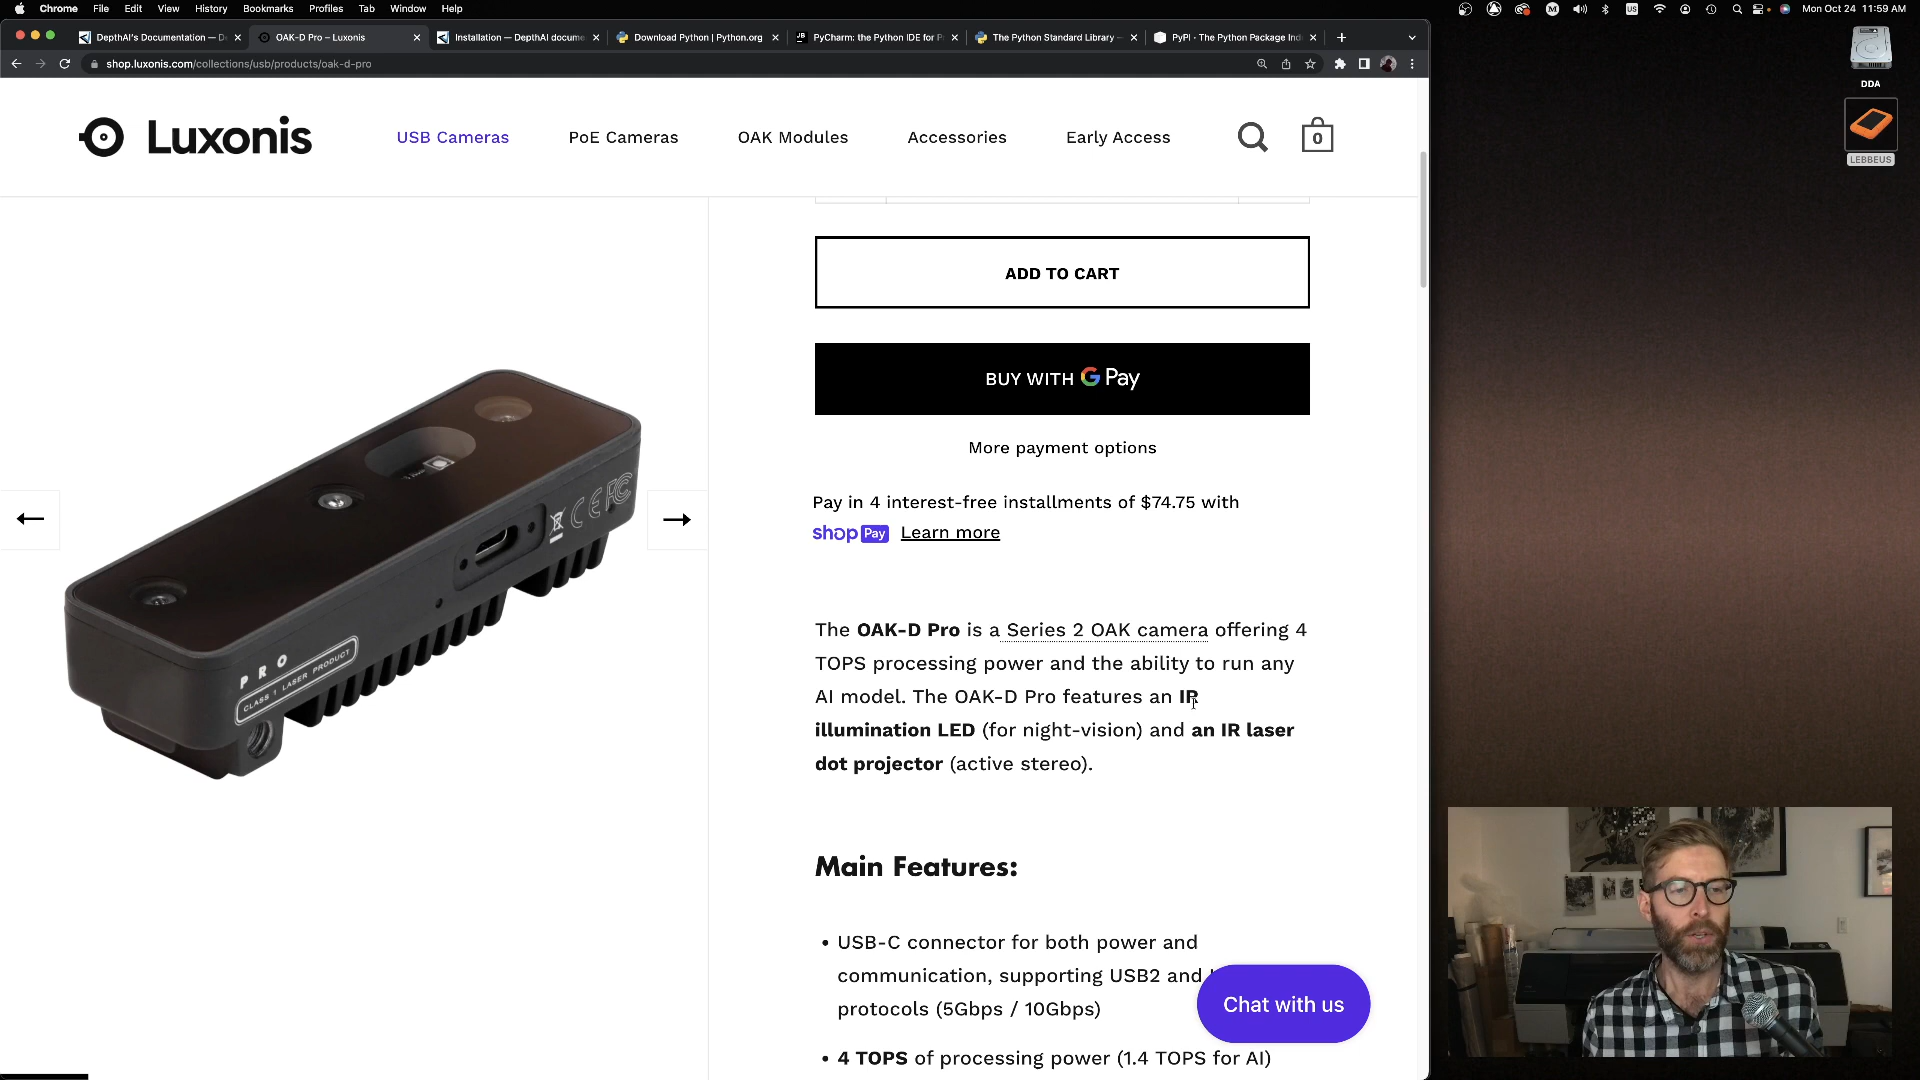 Chrome File Edit View History Bookmarks Profiles Tab Window Help
Mon Oct 24 11:59 AM
DepthAI's Documentation — D
OAK-D Pro – Luxonis
Installation — DepthAI docume
Download Python | Python.org
PyCharm: the Python IDE for P
The Python Standard Library —
PyPI · The Python Package Ind
shop.luxonis.com/collections/usb/products/oak-d-pro
DDA
LEBBEUS
Luxonis
USB Cameras PoE Cameras OAK Modules Accessories Early Access
0
ADD TO CART
BUY WITH G Pay
More payment options
Pay in 4 interest-free installments of $74.75 with
shop Pay Learn more
The OAK-D Pro is a Series 2 OAK camera offering 4
TOPS processing power and the ability to run any
AI model. The OAK-D Pro features an IR
illumination LED (for night-vision) and an IR laser
dot projector (active stereo).
Main Features:
• USB-C connector for both power and
communication, supporting USB2 and
protocols (5Gbps / 10Gbps)
• 4 TOPS of processing power (1.4 TOPS for AI)
Chat with us
PRO
CLASS 1 LASER PRODUCT
CE FC